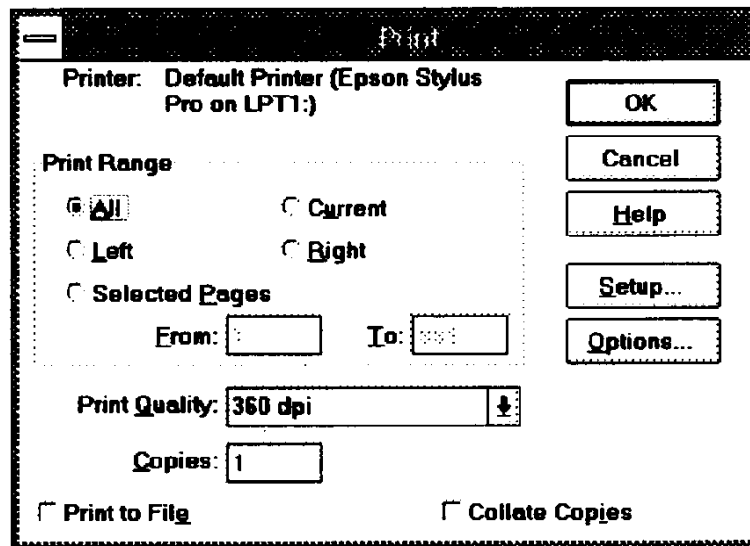 Print
Printer: Default Printer (Epson Stylus
Pro on LPT1:)
OK
Cancel
Help
Setup...
Options...
Print Range
All
Current
Left
Right
Selected Pages
From:
To:
Print Quality: 360 dpi
Copies: 1
Print to File
Collate Copies